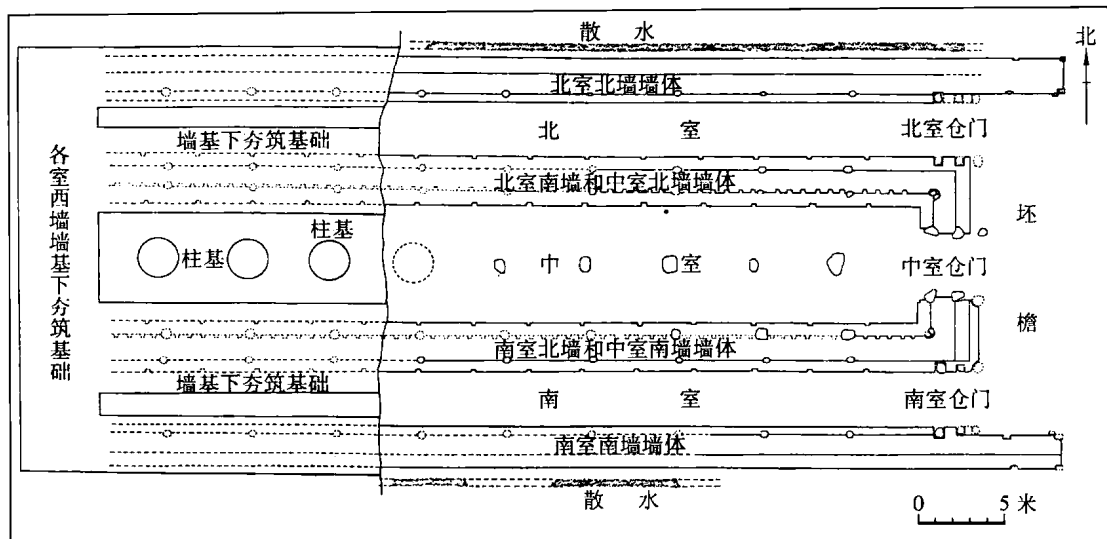 散水
北
北室北墙墙体
北室
北室仓门
墙基下夯筑基础
各室西墙墙基下夯筑基础
北室南墙和中室北墙墙体
坯檐
柱基
柱基
中室
中室仓门
南室北墙和中室南墙墙体
墙基下夯筑基础
南室
南室仓门
南室南墙墙体
散水
0 5 米